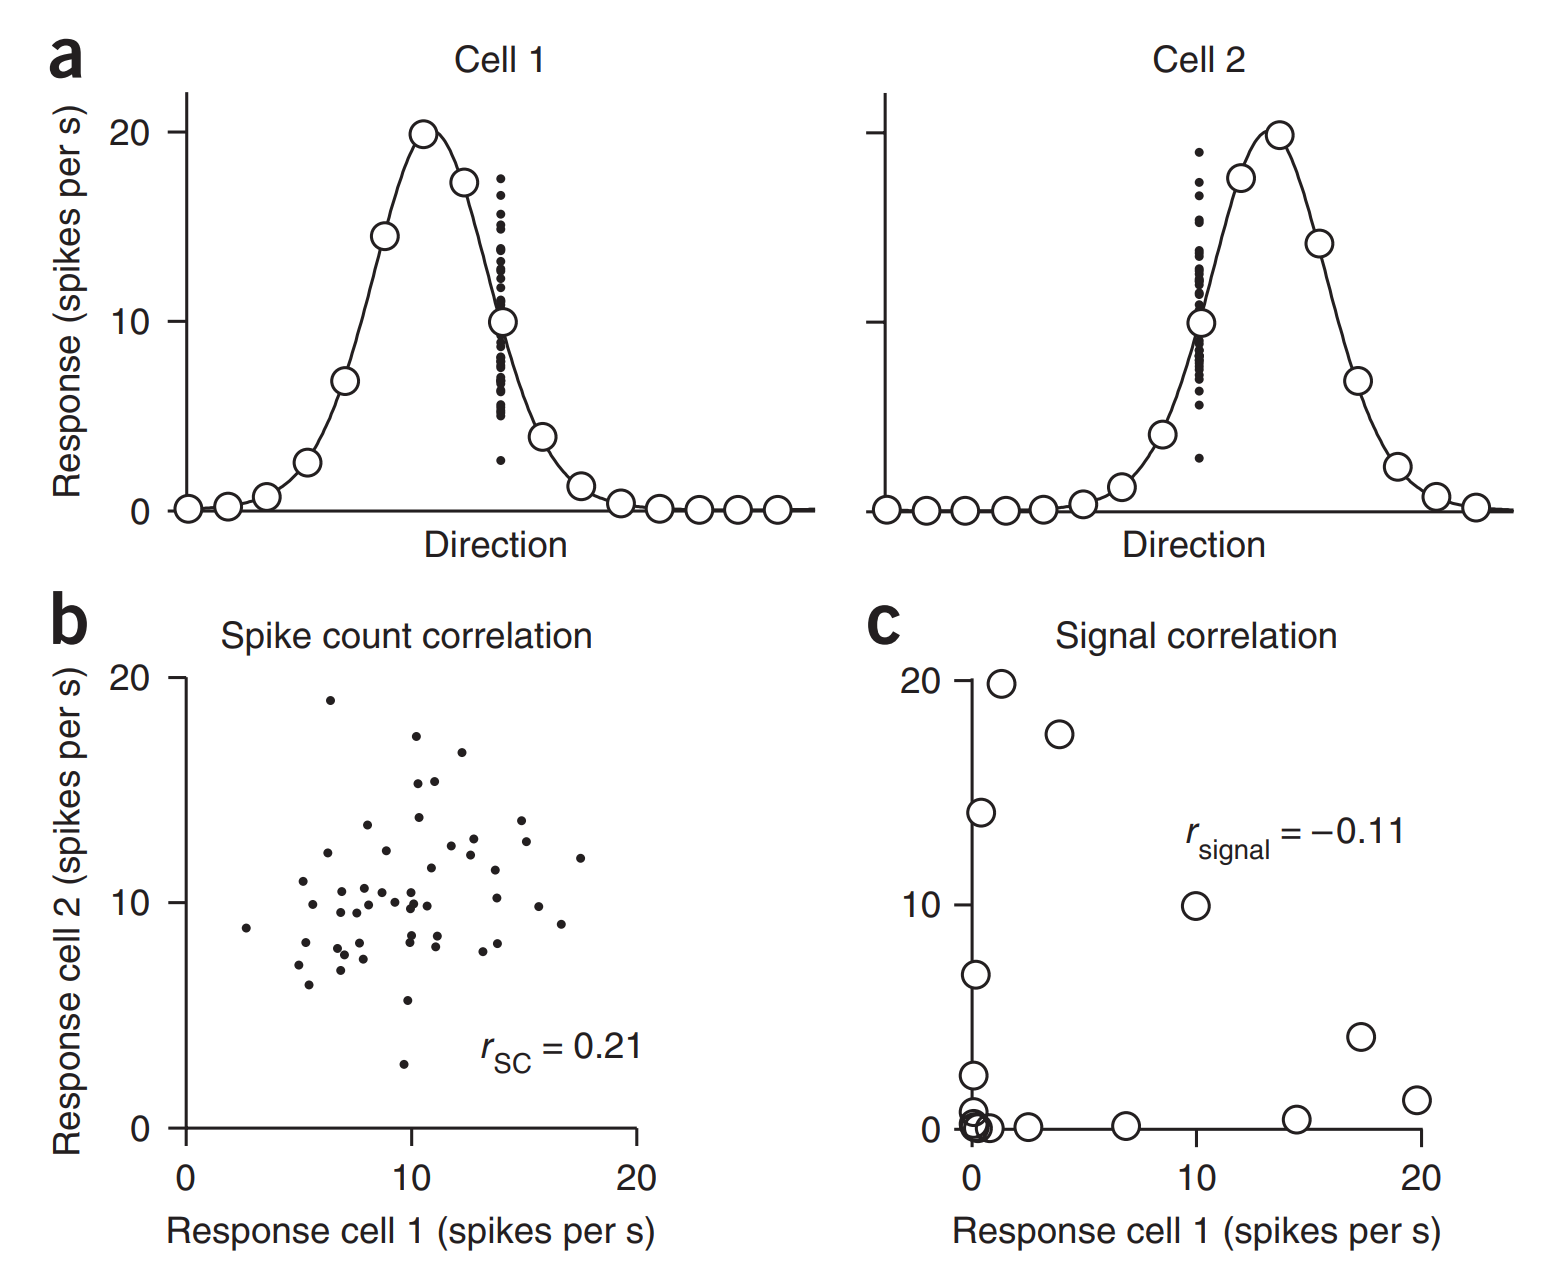 a
Cell 1
Cell 2
Response (spikes per s)
20
10
0
Direction
Direction
b
Spike count correlation
Response cell 2 (spikes per s)
20
10
0
rSC = 0.21
0
10
20
Response cell 1 (spikes per s)
c
Signal correlation
20
10
0
rsignal = −0.11
0
10
20
Response cell 1 (spikes per s)